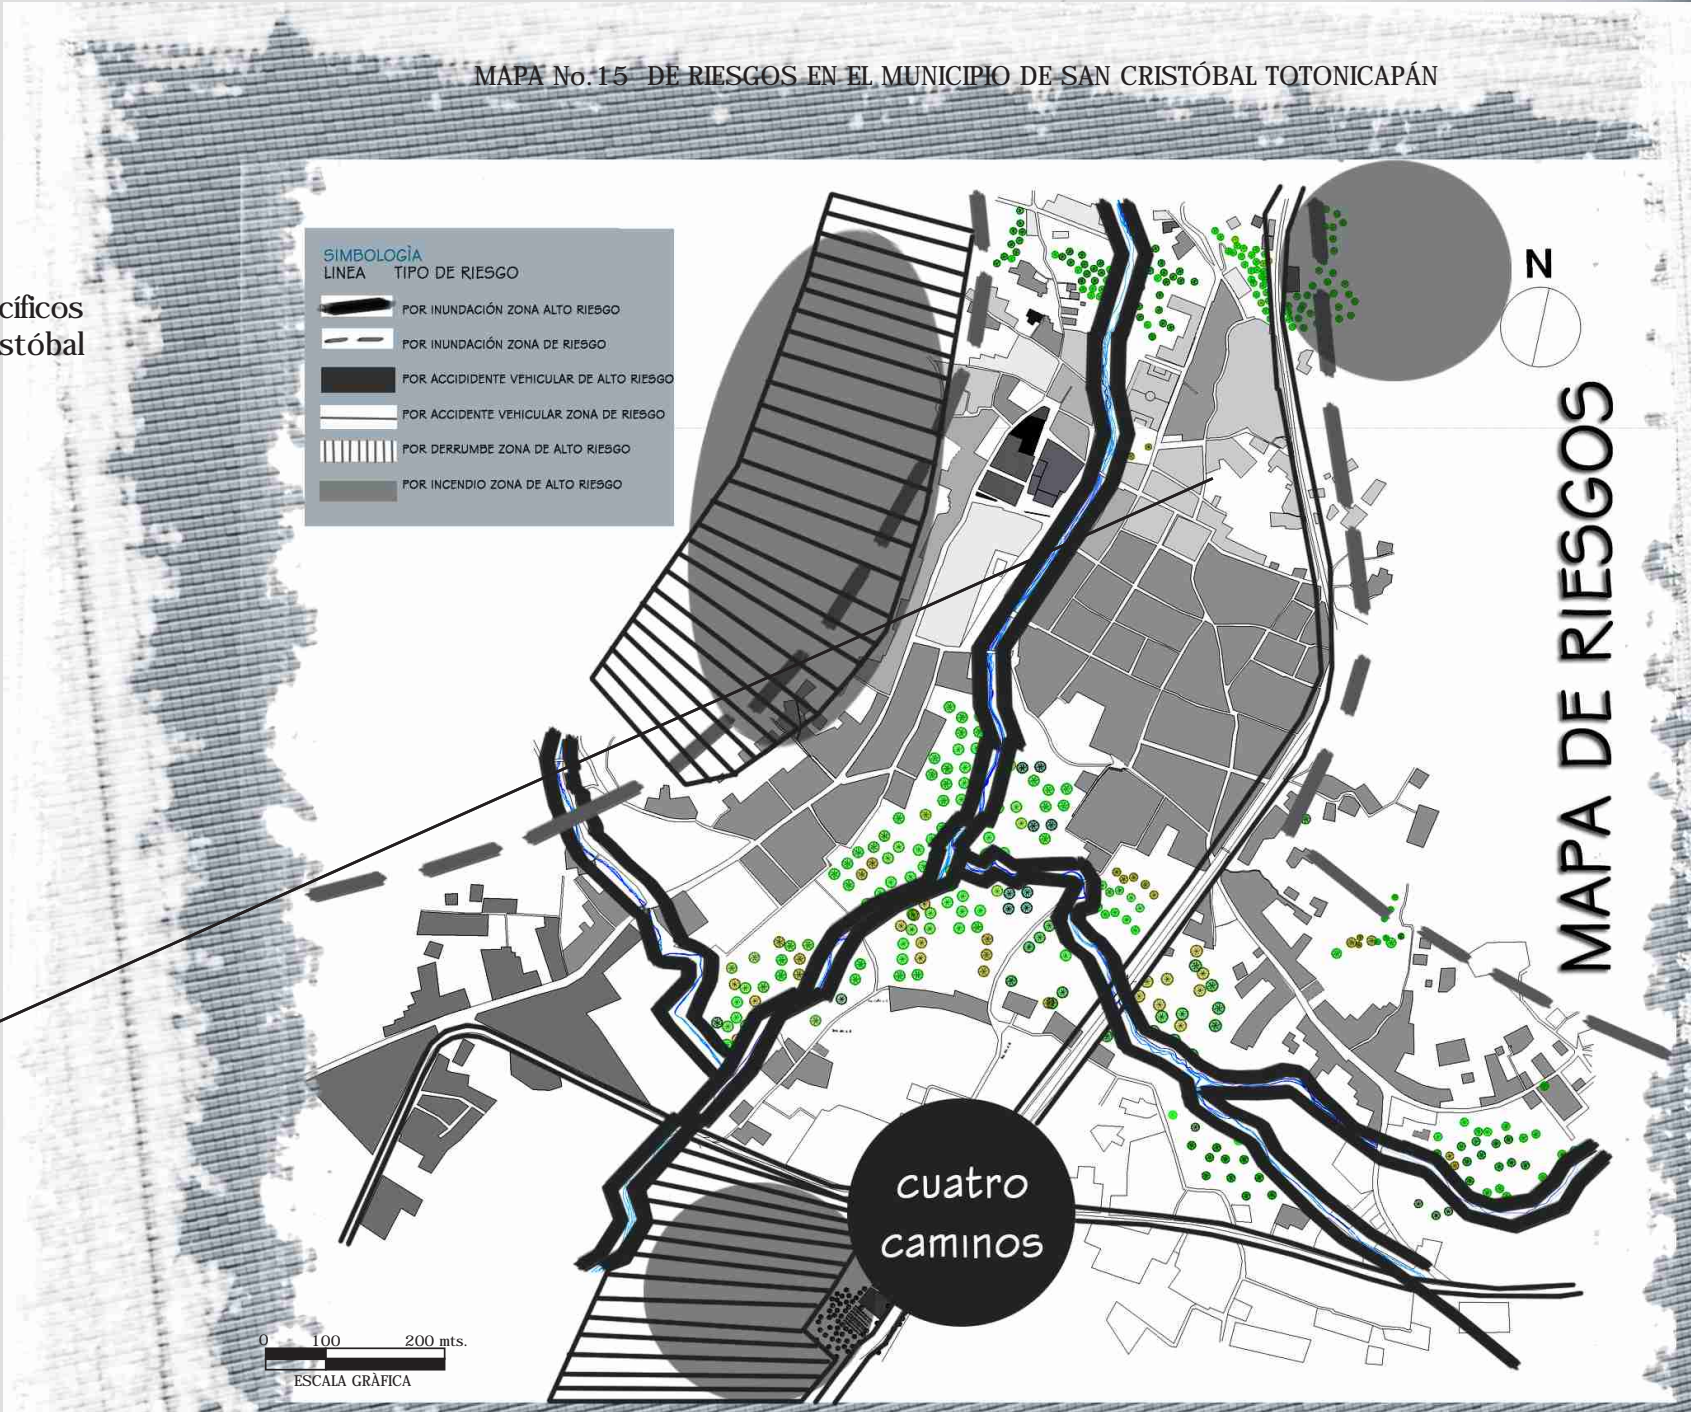 MAPA No.15 DE RIESGOS EN EL MUNICIPIO DE SAN CRISTÓBAL TOTONICAPÁN
cíficos
stóbal
SIMBOLOGÌA
LINEA TIPO DE RIESGO
POR INUNDACIÓN ZONA ALTO RIESGO
POR INUNDACIÓN ZONA DE RIESGO
POR ACCIDIDENTE VEHICULAR DE ALTO RIESGO
POR ACCIDENTE VEHICULAR ZONA DE RIESGO
POR DERRUMBE ZONA DE ALTO RIESGO
POR INCENDIO ZONA DE ALTO RIESGO
N
MAPA DE RIESGOS
cuatro
caminos
0 100 200 mts.
ESCALA GRÀFICA